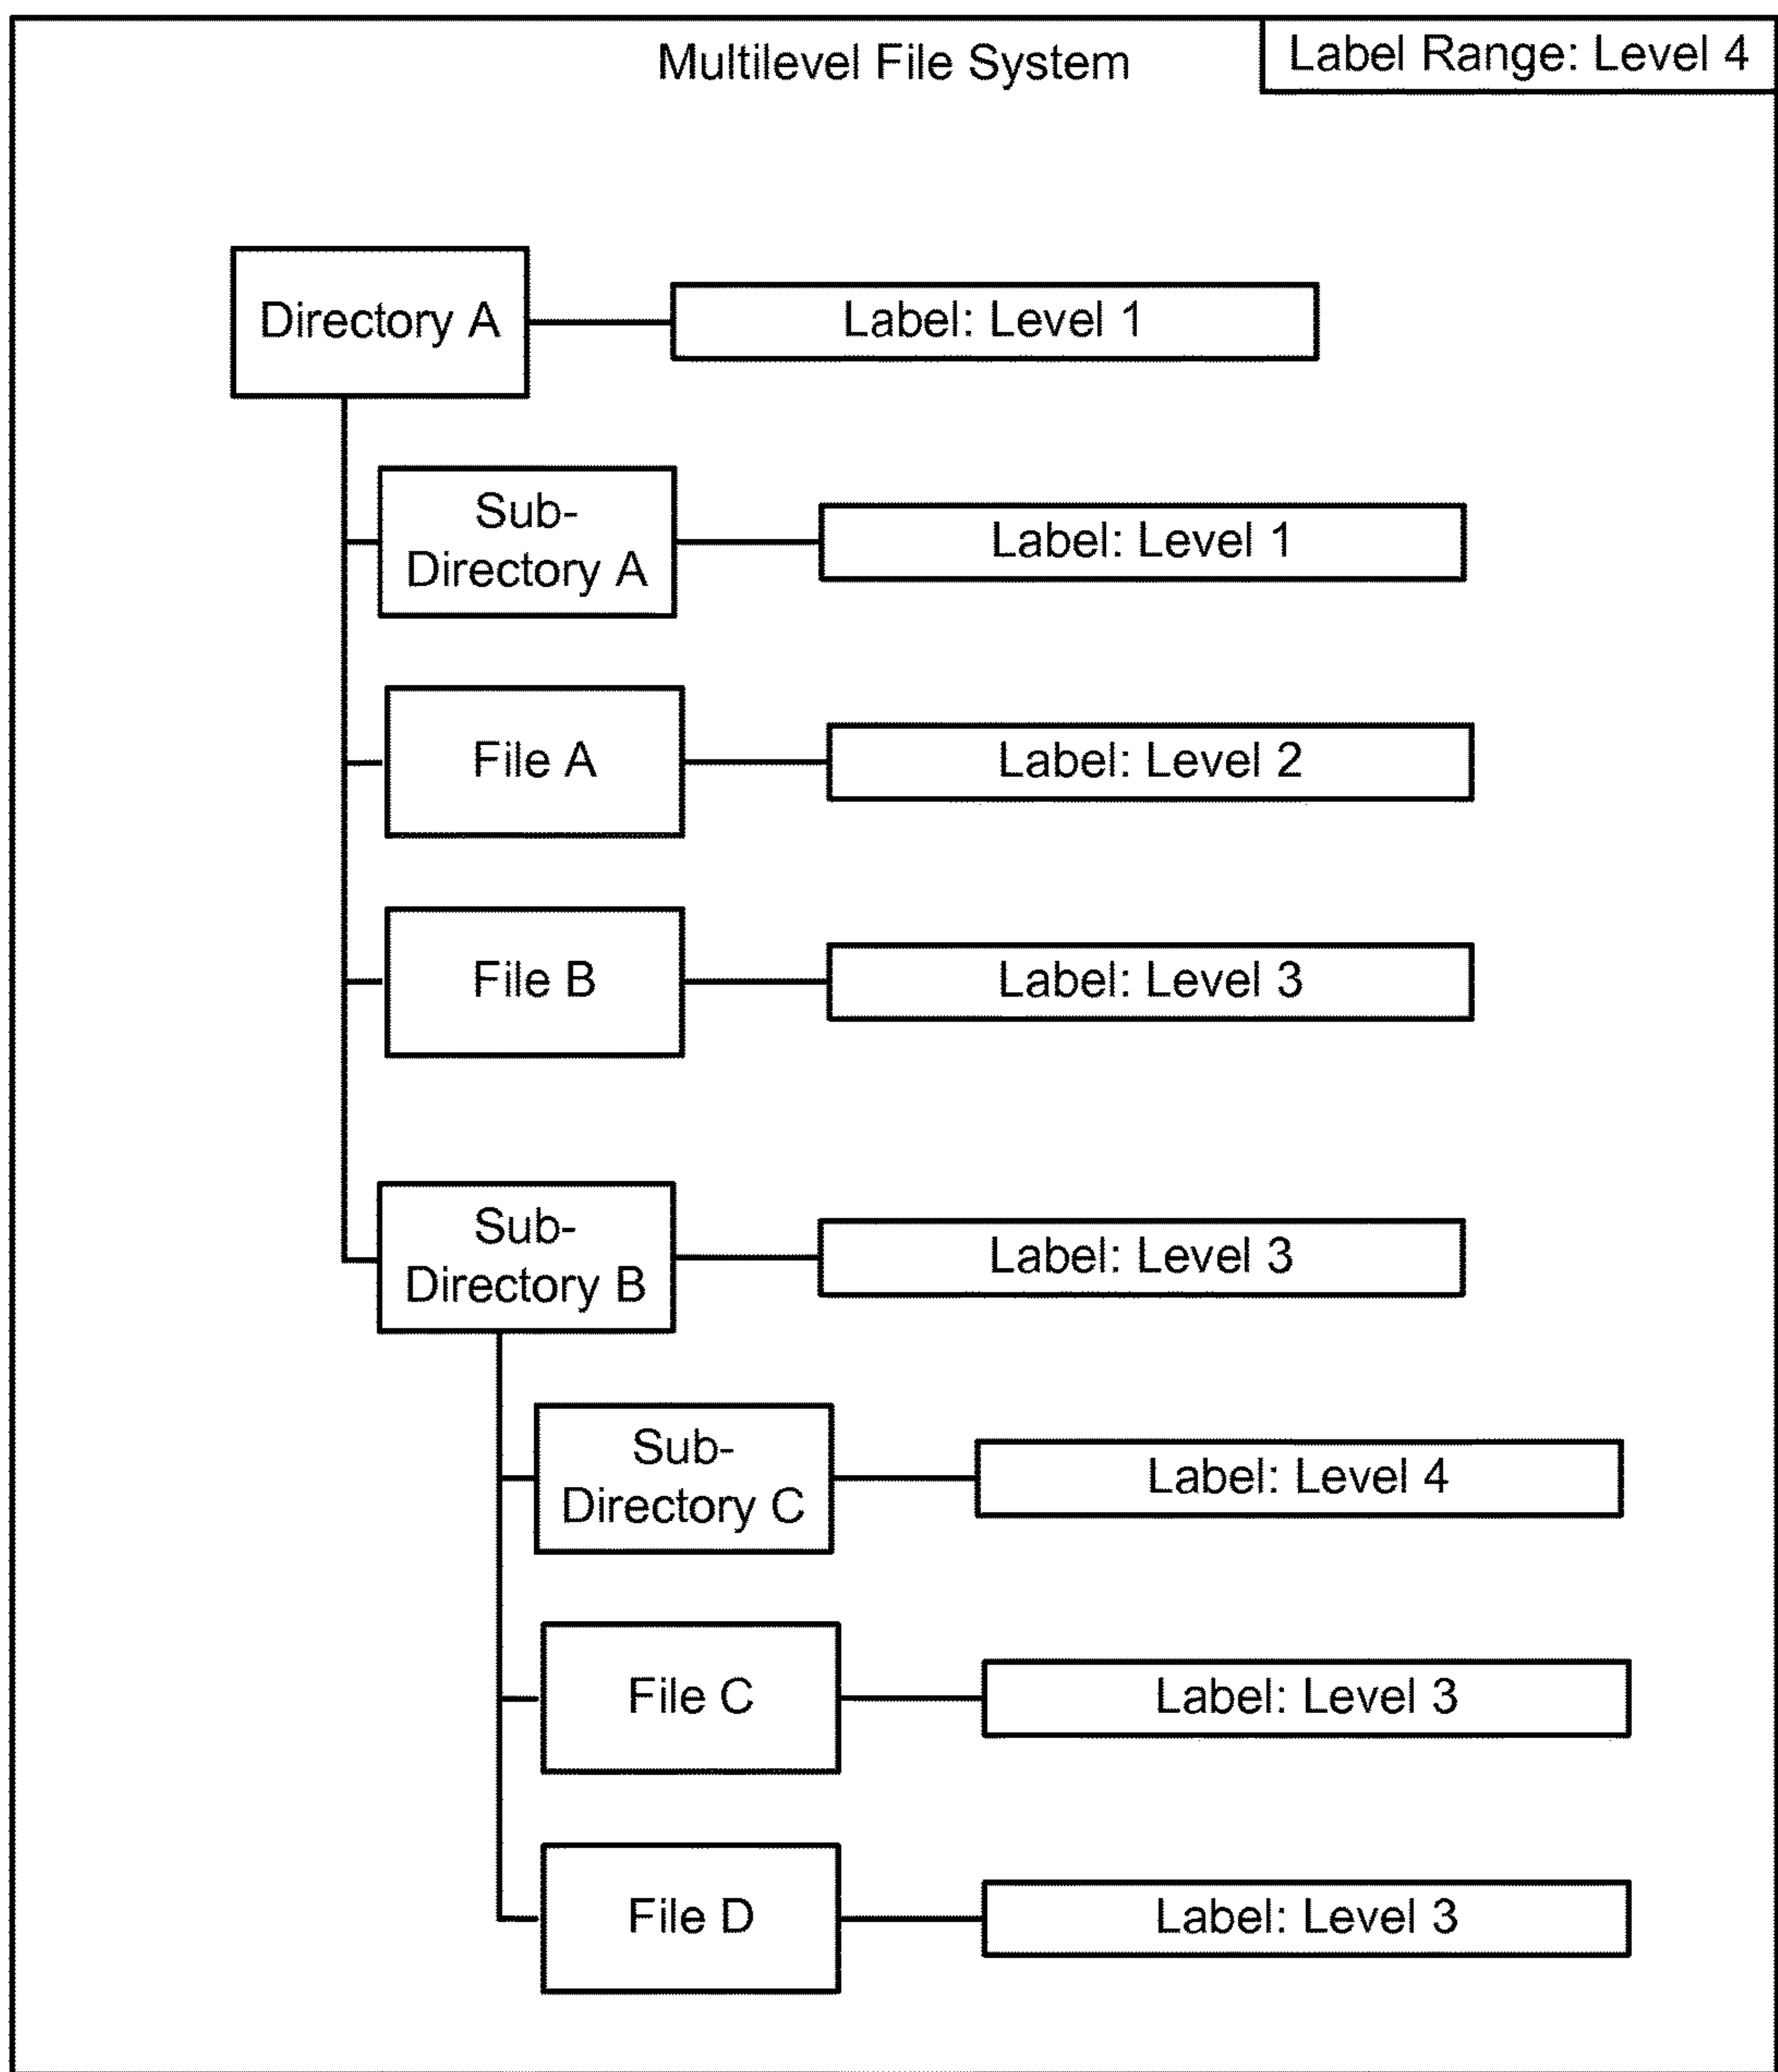 Multilevel File System
Label Range: Level 4
Directory A
Label: Level 1
Sub-
Directory A
Label: Level 1
File A
Label: Level 2
File B
Label: Level 3
Sub-
Directory B
Label: Level 3
Sub-
Directory C
Label: Level 4
File C
Label: Level 3
File D
Label: Level 3